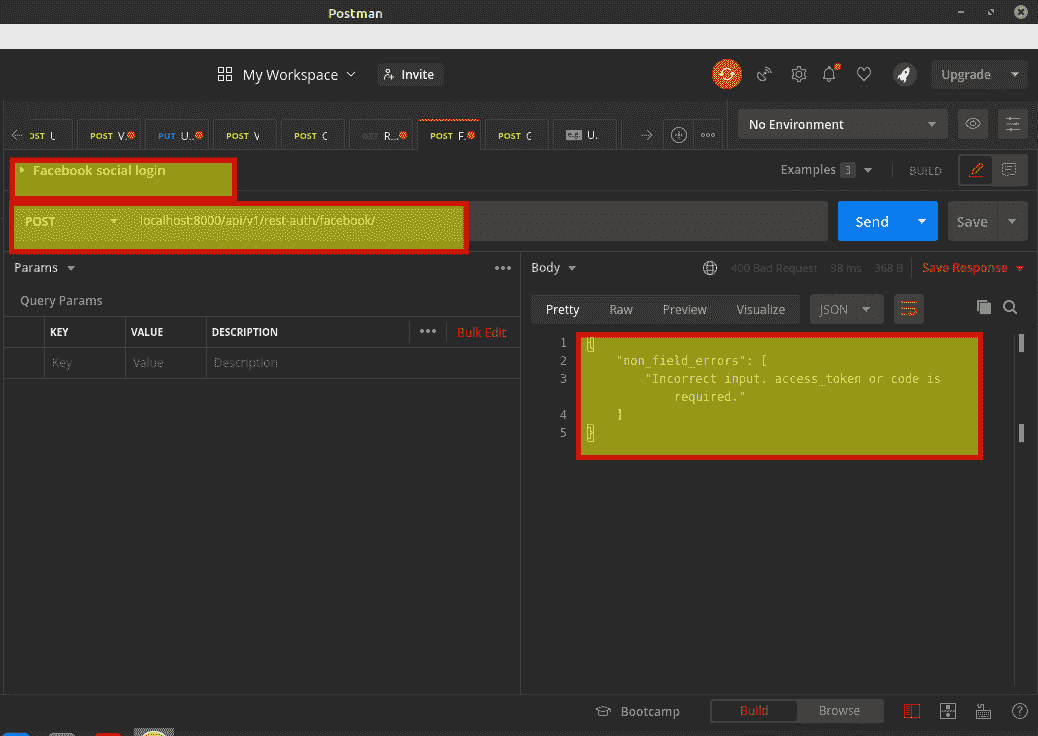 Postman
My Workspace
Invite
Upgrade
OST U
POST V.
PUT U..
POST V
POST C
GET R...
POST F.
POST C
e.g. U.
No Environment
Facebook social login
Examples 3
BUILD
POST localhost:8000/api/v1/rest-auth/facebook/
Send
Save
Params
Body
400 Bad Request 98 ms 368 B
Save Response
Query Params
Pretty Raw Preview Visualize JSON
KEY VALUE DESCRIPTION
Bulk Edit
Key Value Description
1 {
2 "non_field_errors": [
3 "Incorrect input. access_token or code is
required."
4 ]
5 }
Bootcamp
Build Browse